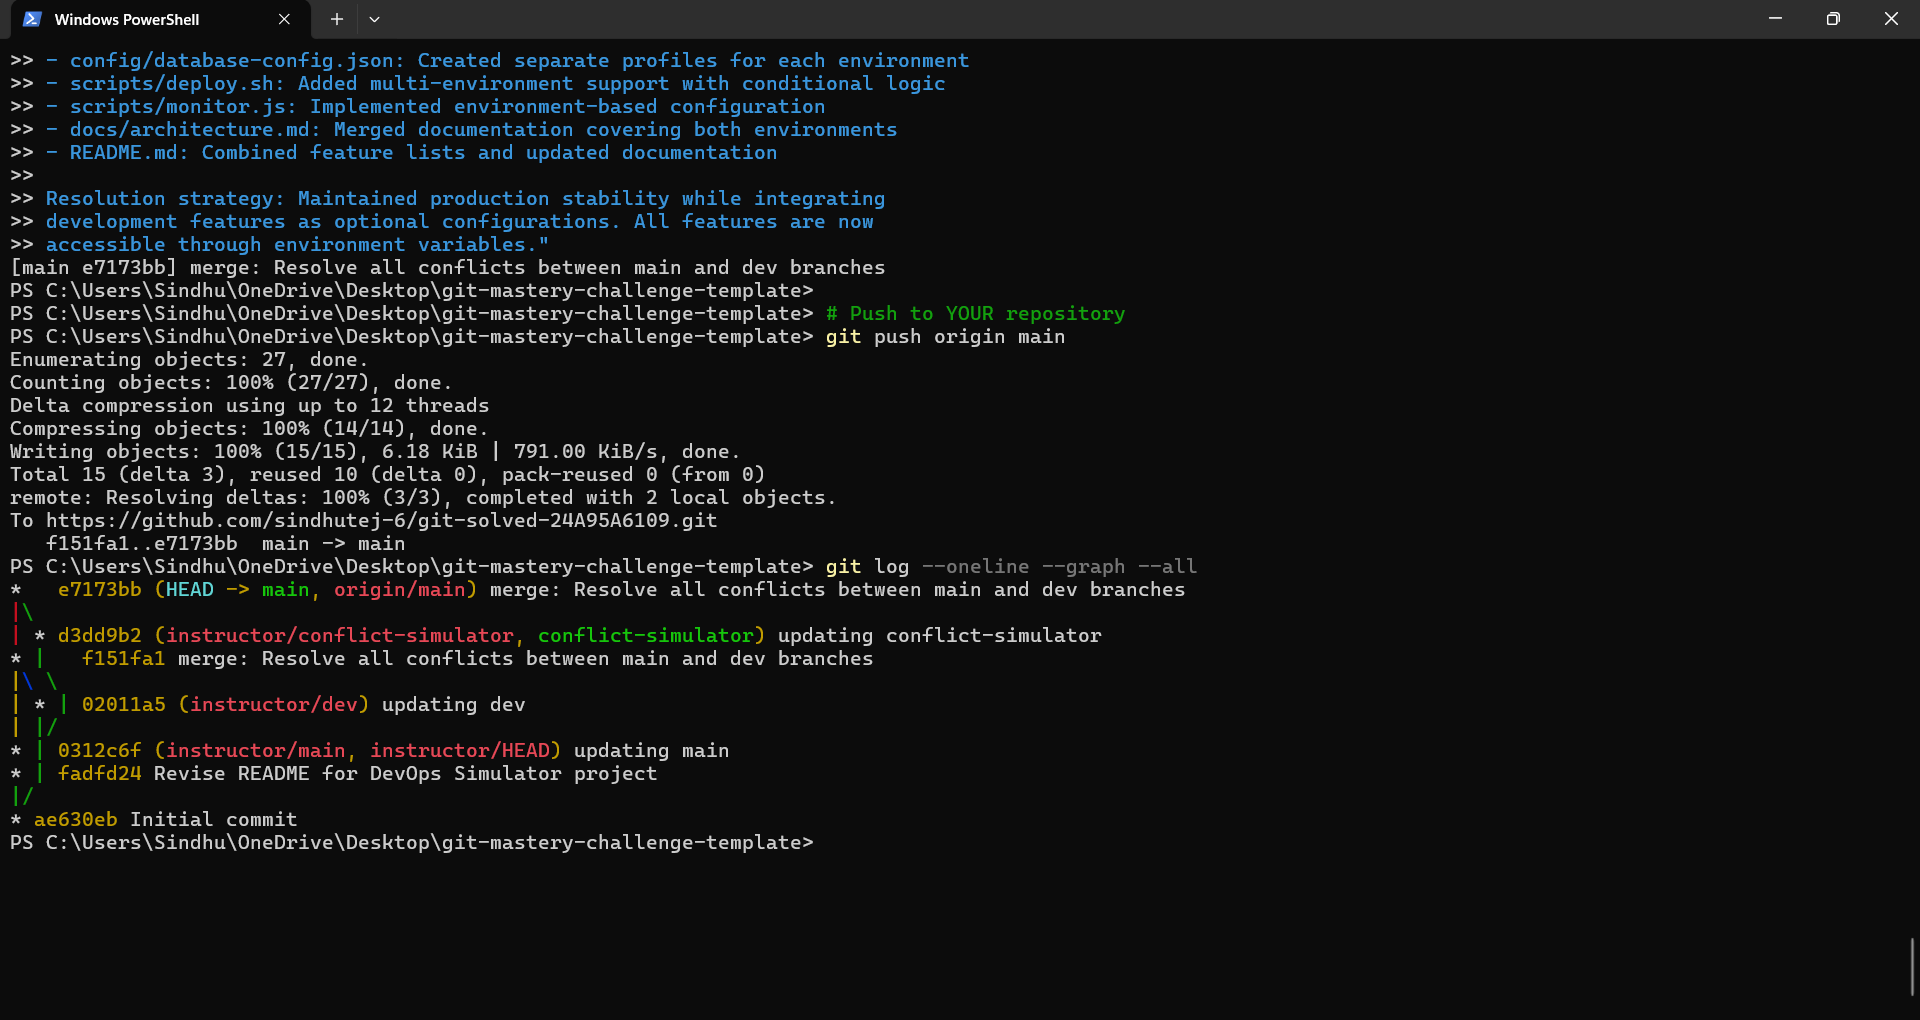 Windows PowerShell
>> - config/database-config.json: Created separate profiles for each environment
>> - scripts/deploy.sh: Added multi-environment support with conditional logic
>> - scripts/monitor.js: Implemented environment-based configuration
>> - docs/architecture.md: Merged documentation covering both environments
>> - README.md: Combined feature lists and updated documentation
>>
>> Resolution strategy: Maintained production stability while integrating
>> development features as optional configurations. All features are now
>> accessible through environment variables."
[main e7173bb] merge: Resolve all conflicts between main and dev branches
PS C:\Users\Sindhu\OneDrive\Desktop\git-mastery-challenge-template>
PS C:\Users\Sindhu\OneDrive\Desktop\git-mastery-challenge-template> # Push to YOUR repository
PS C:\Users\Sindhu\OneDrive\Desktop\git-mastery-challenge-template> git push origin main
Enumerating objects: 27, done.
Counting objects: 100% (27/27), done.
Delta compression using up to 12 threads
Compressing objects: 100% (14/14), done.
Writing objects: 100% (15/15), 6.18 KiB | 791.00 KiB/s, done.
Total 15 (delta 3), reused 10 (delta 0), pack-reused 0 (from 0)
remote: Resolving deltas: 100% (3/3), completed with 2 local objects.
To https://github.com/sindhutej-6/git-solved-24A95A6109.git
   f151fa1..e7173bb  main -> main
PS C:\Users\Sindhu\OneDrive\Desktop\git-mastery-challenge-template> git log --oneline --graph --all
*   e7173bb (HEAD -> main, origin/main) merge: Resolve all conflicts between main and dev branches
|\
| * d3dd9b2 (instructor/conflict-simulator, conflict-simulator) updating conflict-simulator
* |   f151fa1 merge: Resolve all conflicts between main and dev branches
|\ \
| * | 02011a5 (instructor/dev) updating dev
| |/
* | 0312c6f (instructor/main, instructor/HEAD) updating main
* | fadfd24 Revise README for DevOps Simulator project
|/
* ae630eb Initial commit
PS C:\Users\Sindhu\OneDrive\Desktop\git-mastery-challenge-template>